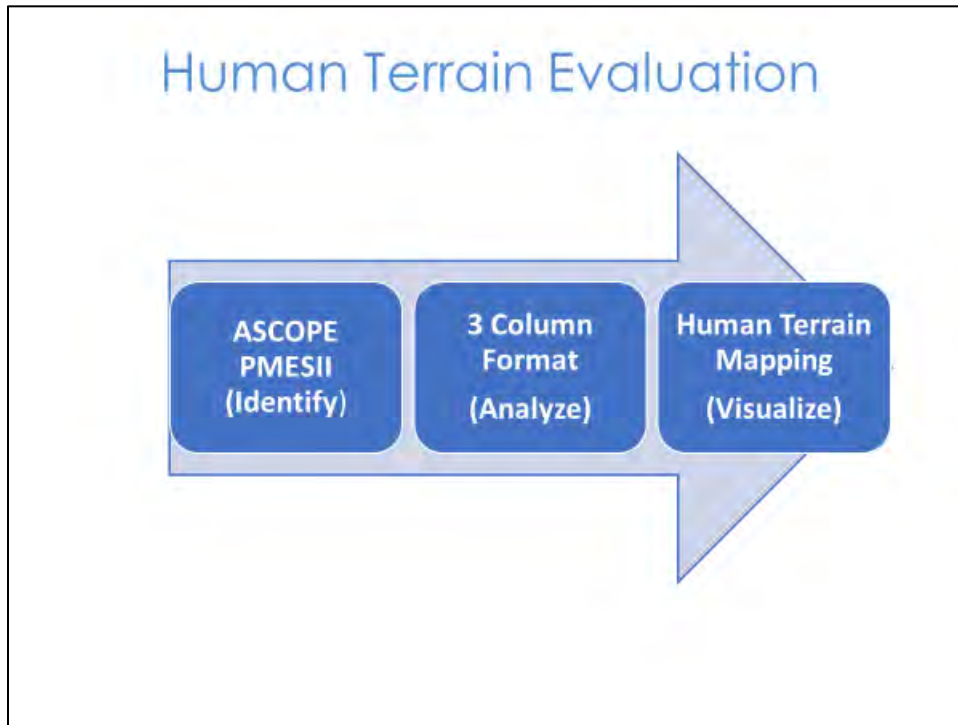 Human Terrain Evaluation
ASCOPE
PMESII
(Identify)
3 Column
Format
(Analyze)
Human Terrain
Mapping
(Visualize)